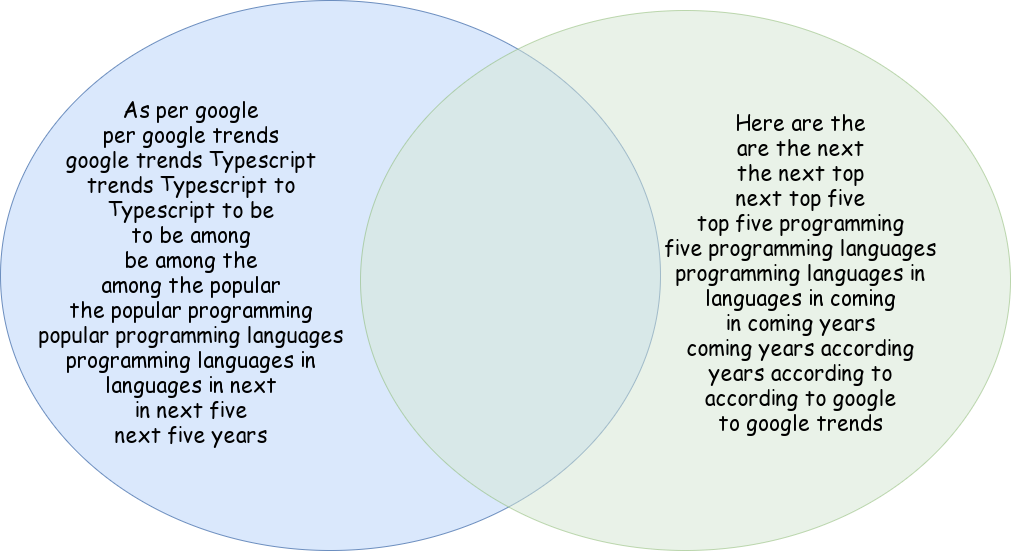 As per google
per google trends
google trends Typescript
trends Typescript to
Typescript to be
to be among
be among the
among the popular
the popular programming
popular programming languages
programming languages in
languages in next
in next five
next five years
Here are the
are the next
the next top
next top five
top five programming
five programming languages
programming languages in
languages in coming
in coming years
coming years according
years according to
according to google
to google trends